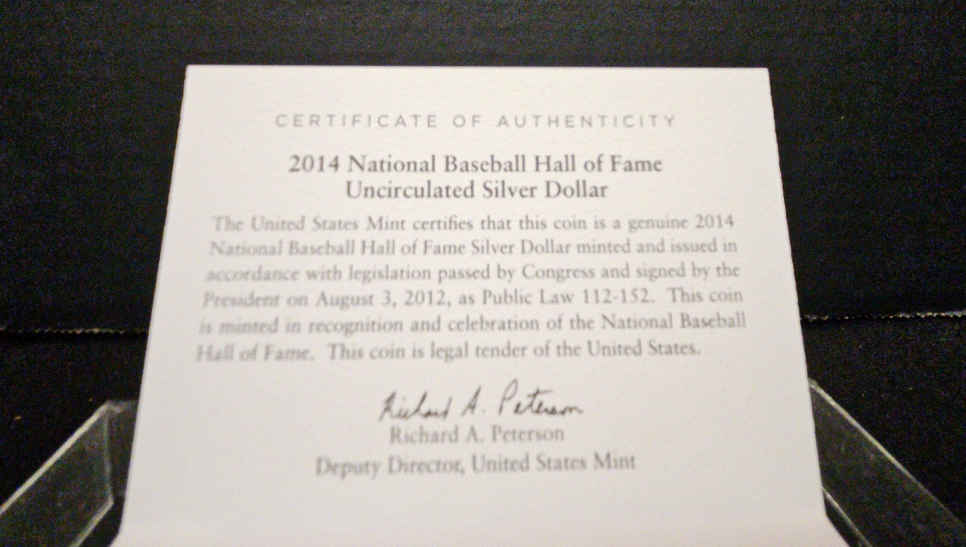 CERTIFICATE OF AUTHENTICITY
2014 National Baseball Hall of Fame
Uncirculated Silver Dollar
The United States Mint certifies that this coin is a genuine 2014
National Baseball Hall of Fame Silver Dollar minted and issued in
accordance with legislation passed by Congress and signed by the
President on August 3, 2012, as Public Law 112-152. This coin
is minted in recognition and celebration of the National Baseball
Hall of Fame. This coin is legal tender of the United States.
Richard A. Peterson
Richard A. Peterson
Deputy Director, United States Mint